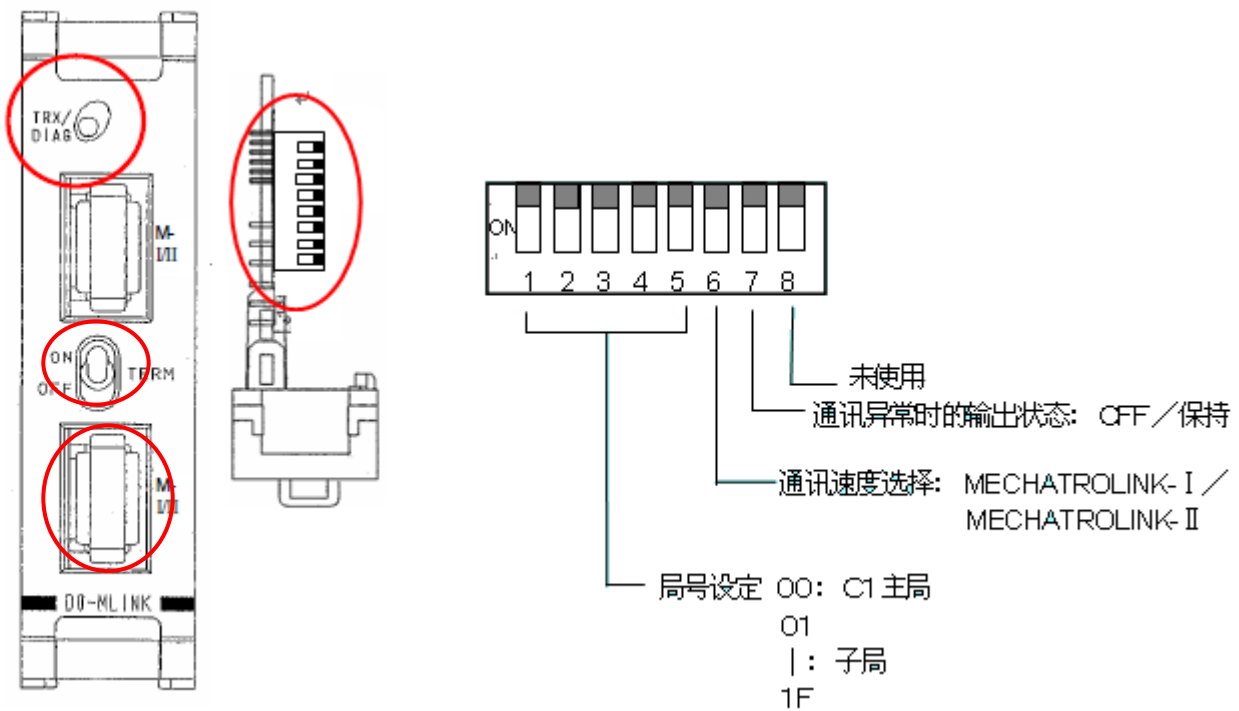 TRX/
DIAG
M-
I/II
ON
OFF
TERM
M-
I/II
D0-MLINK
ON
1 2 3 4 5 6 7 8
未使用
通讯异常时的输出状态: OFF/保持
通讯速度选择: MECHATROLINK-Ⅰ/
MECHATROLINK-Ⅱ
局号设定 00: C1主局
01
|: 子局
1F